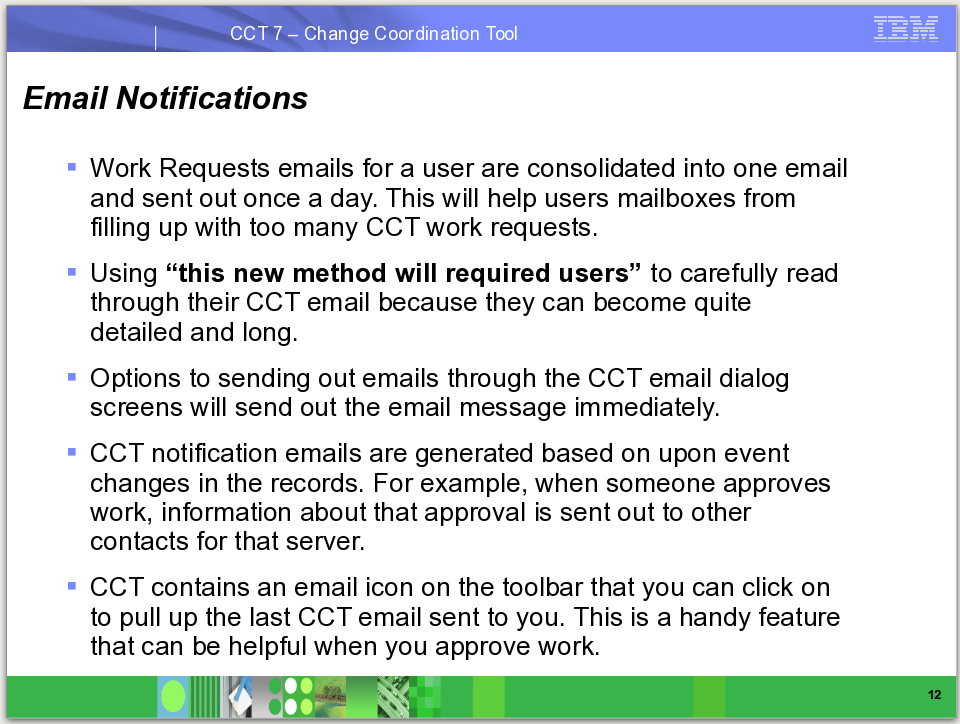 CCT 7 – Change Coordination Tool
IBM
Email Notifications
Work Requests emails for a user are consolidated into one email
and sent out once a day. This will help users mailboxes from
filling up with too many CCT work requests.
Using “this new method will required users” to carefully read
through their CCT email because they can become quite
detailed and long.
Options to sending out emails through the CCT email dialog
screens will send out the email message immediately.
CCT notification emails are generated based on upon event
changes in the records. For example, when someone approves
work, information about that approval is sent out to other
contacts for that server.
CCT contains an email icon on the toolbar that you can click on
to pull up the last CCT email sent to you. This is a handy feature
that can be helpful when you approve work.
12